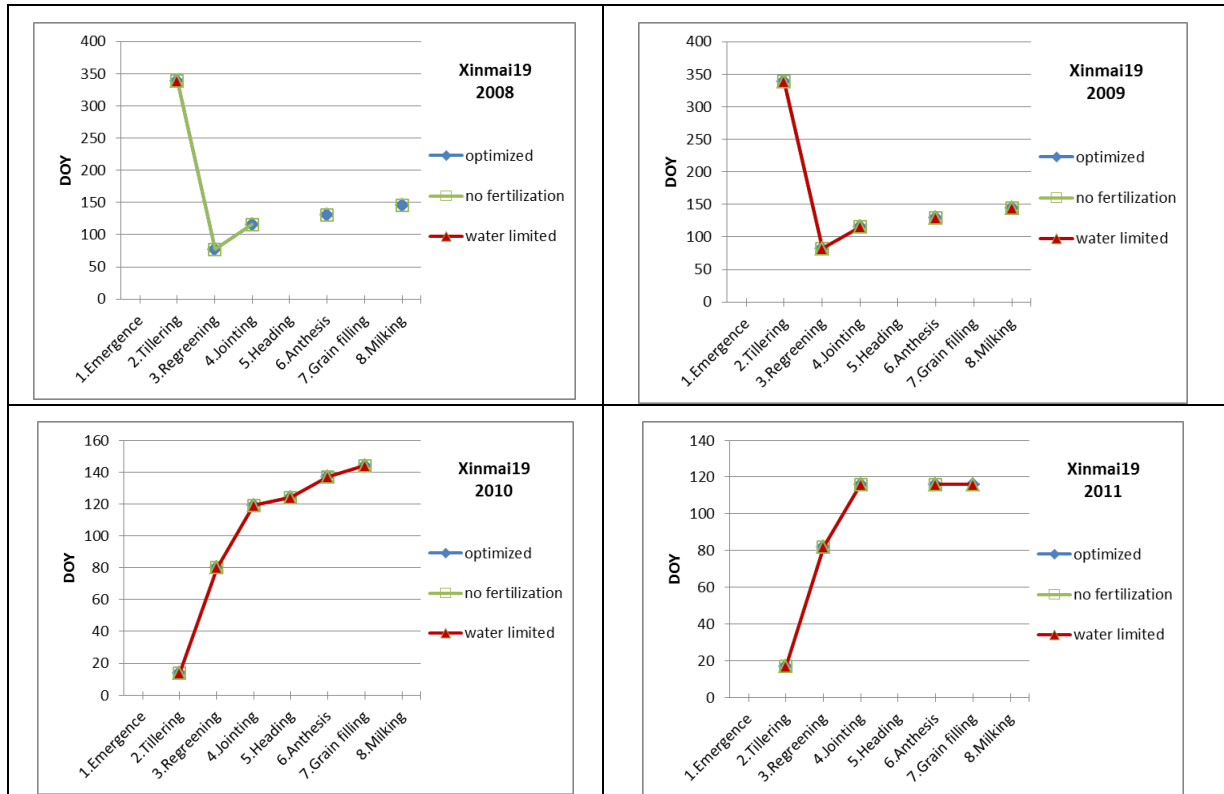 Xinmai19
2008
DOY
400
350
300
250
200
150
100
50
0
1.Emergence
2.Tillering
3.Regreening
4.Jointing
5.Heading
6.Anthesis
7.Grain filling
8.Milking
optimized
no fertilization
water limited
Xinmai19
2009
DOY
400
350
300
250
200
150
100
50
0
1.Emergence
2.Tillering
3.Regreening
4.Jointing
5.Heading
6.Anthesis
7.Grain filling
8.Milking
optimized
no fertilization
water limited
Xinmai19
2010
DOY
160
140
120
100
80
60
40
20
0
1.Emergence
2.Tillering
3.Regreening
4.Jointing
5.Heading
6.Anthesis
7.Grain filling
8.Milking
optimized
no fertilization
water limited
Xinmai19
2011
DOY
140
120
100
80
60
40
20
0
1.Emergence
2.Tillering
3.Regreening
4.Jointing
5.Heading
6.Anthesis
7.Grain filling
8.Milking
optimized
no fertilization
water limited